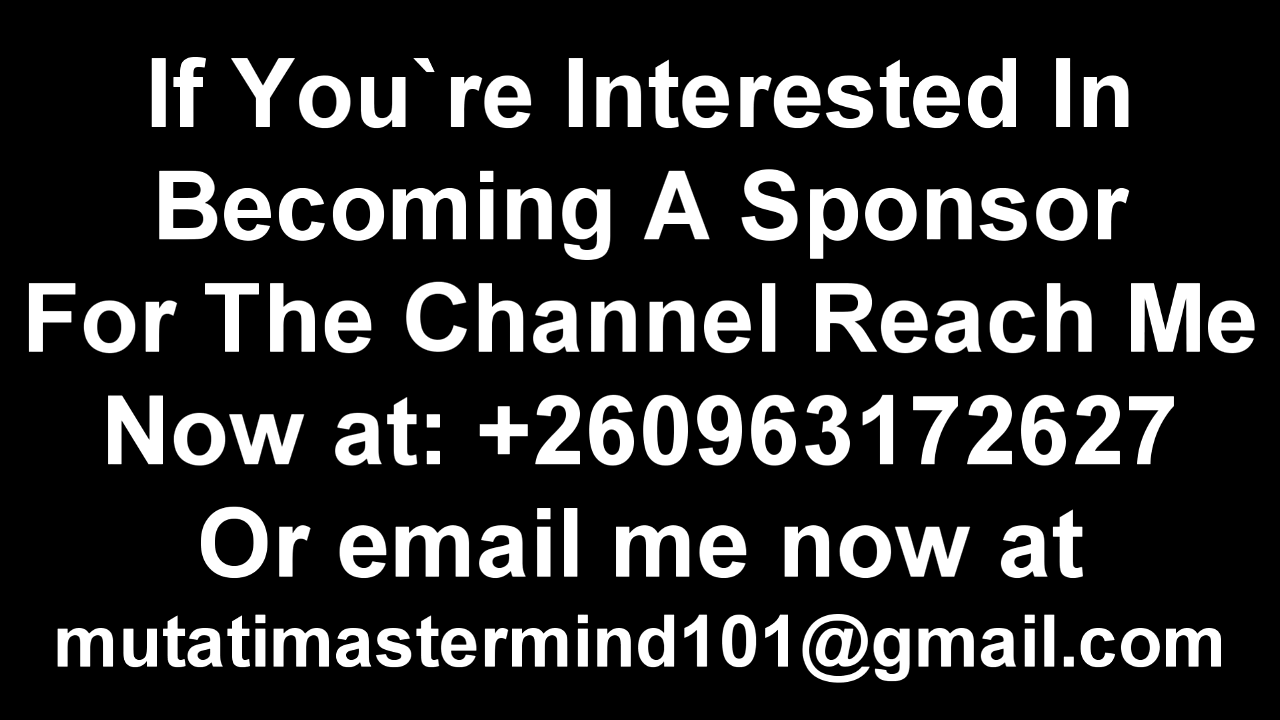 If You`re Interested In
Becoming A Sponsor
For The Channel Reach Me
Now at: +260963172627
Or email me now at
mutatimastermind101@gmail.com